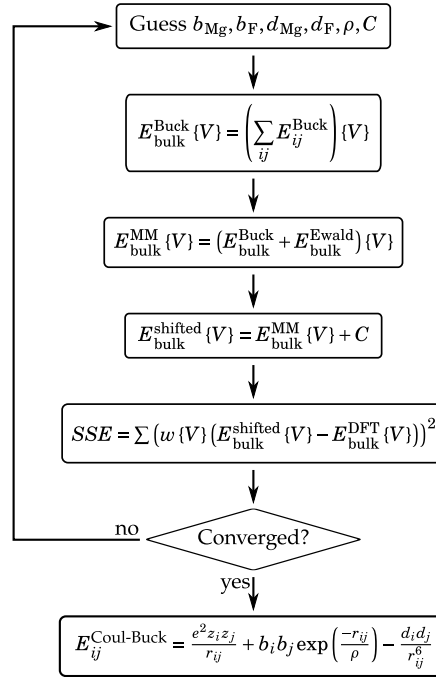 Guess b_Mg, b_F, d_Mg, d_F, ρ, C
E_bulk^Buck {V} = (∑_ij E_ij^Buck) {V}
E_bulk^MM {V} = (E_bulk^Buck + E_bulk^Ewald) {V}
E_bulk^shifted {V} = E_bulk^MM {V} + C
SSE = ∑ (w {V} (E_bulk^shifted {V} − E_bulk^DFT {V}))^2
no
Converged?
yes
E_ij^Coul-Buck = e^2 z_i z_j / r_ij + b_i b_j exp(−r_ij / ρ) − d_i d_j / r_ij^6